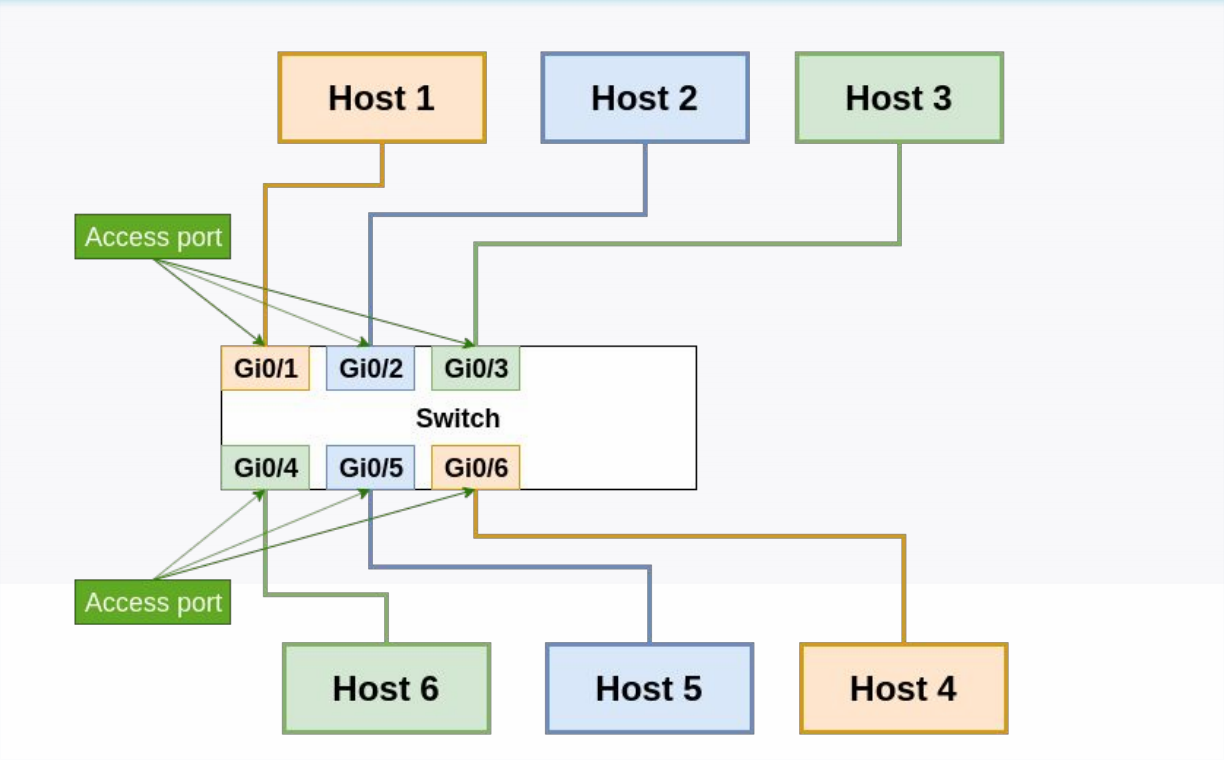 Host 1
Host 2
Host 3
Access port
Gi0/1
Gi0/2
Gi0/3
Switch
Gi0/4
Gi0/5
Gi0/6
Access port
Host 6
Host 5
Host 4